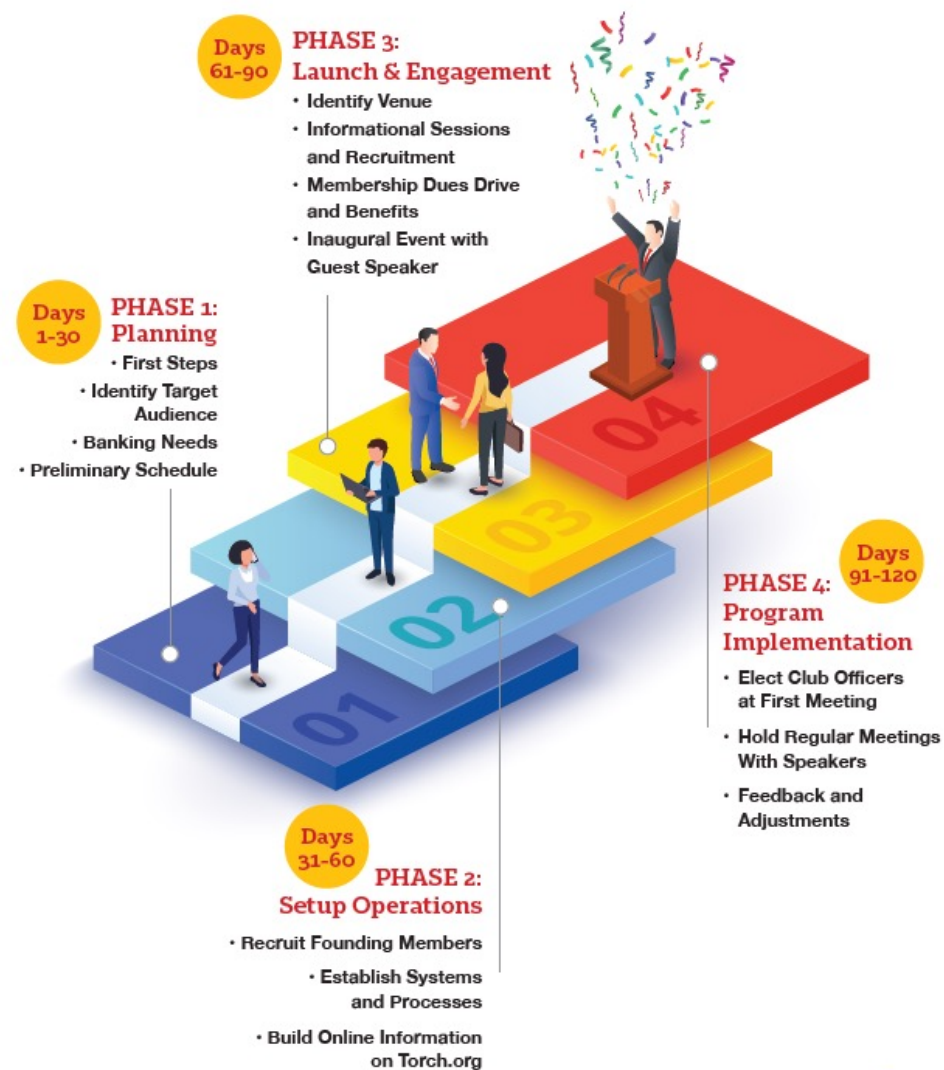 Days
61-90
PHASE 3:
Launch & Engagement
• Identify Venue
• Informational Sessions
and Recruitment
• Membership Dues Drive
and Benefits
• Inaugural Event with
Guest Speaker
Days
1-30
PHASE 1:
Planning
• First Steps
• Identify Target
Audience
• Banking Needs
• Preliminary Schedule
04
03
02
01
Days
91-120
PHASE 4:
Program
Implementation
• Elect Club Officers
at First Meeting
• Hold Regular Meetings
With Speakers
• Feedback and
Adjustments
Days
31-60
PHASE 2:
Setup Operations
• Recruit Founding Members
• Establish Systems
and Processes
• Build Online Information
on Torch.org